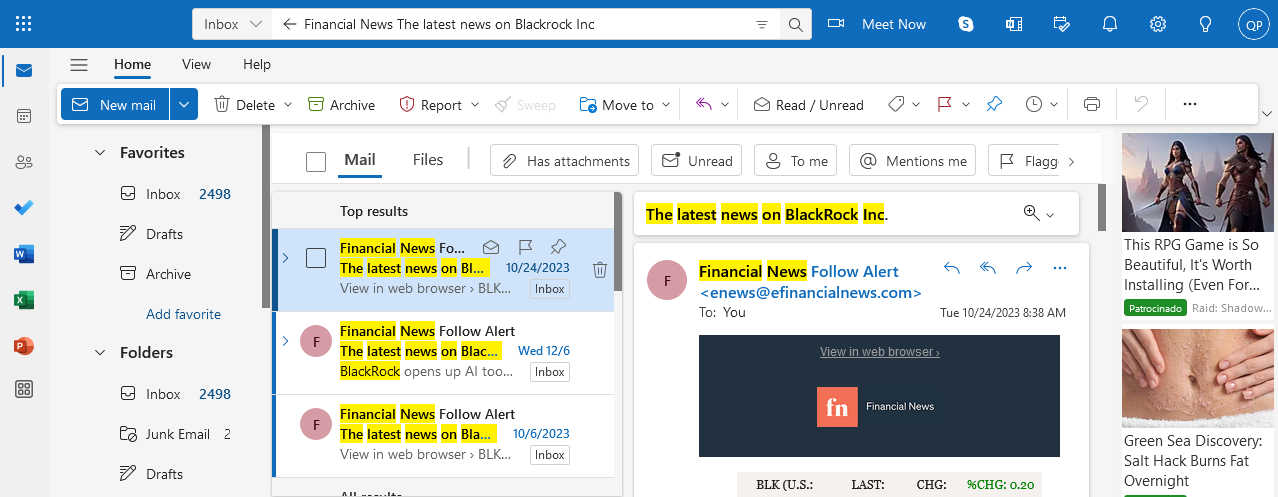 Inbox
Financial News The latest news on Blackrock Inc
Meet Now
QP
Home View Help
New mail
Delete
Archive
Report
Sweep
Move to
Read / Unread
Favorites
Inbox 2498
Drafts
Archive
Add favorite
Folders
Inbox 2498
Junk Email 2
Drafts
Mail Files
Has attachments
Unread
To me
Mentions me
Flagge
Top results
Financial News Fo...
The latest news on Bl... 10/24/2023
View in web browser › BLK... Inbox
F
Financial News Follow Alert
The latest news on Blac... Wed 12/6
BlackRock opens up AI too... Inbox
F
Financial News Follow Alert
The latest news on Bla... 10/6/2023
View in web browser › BLK... Inbox
All results
The latest news on BlackRock Inc.
F
Financial News Follow Alert
<enews@efinancialnews.com>
To: You
Tue 10/24/2023 8:38 AM
View in web browser ›
fn Financial News
BLK (U.S.: LAST: CHG: %CHG: 0.20
This RPG Game is So
Beautiful, It's Worth
Installing (Even For...
Patrocinado Raid: Shadow...
Green Sea Discovery:
Salt Hack Burns Fat
Overnight